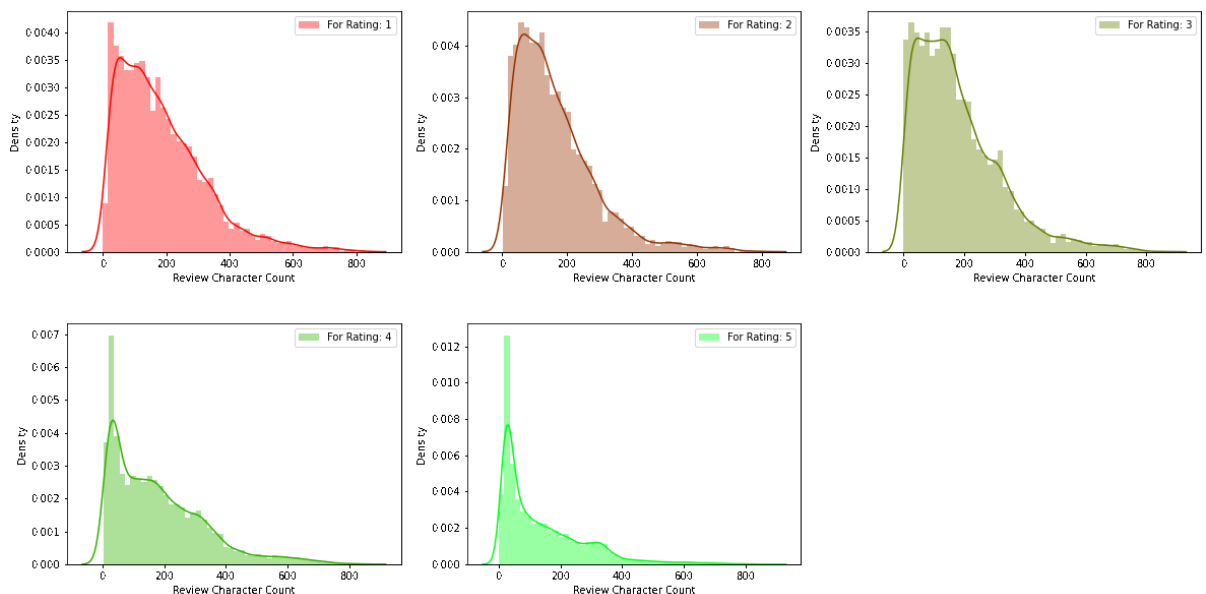 For Rating: 1
0.0040
0.0035
0.0030
0.0025
0.0020
0.0015
0.0010
0.0005
0.0000
Density
0 200 400 600 800
Review Character Count
For Rating: 2
0.004
0.003
0.002
0.001
0.000
Density
0 200 400 600 800
Review Character Count
For Rating: 3
0.0035
0.0030
0.0025
0.0020
0.0015
0.0010
0.0005
0.0000
Density
0 200 400 600 800
Review Character Count
For Rating: 4
0.007
0.006
0.005
0.004
0.003
0.002
0.001
0.000
Density
0 200 400 600 800
Review Character Count
For Rating: 5
0.012
0.010
0.008
0.006
0.004
0.002
0.000
Density
0 200 400 600 800
Review Character Count